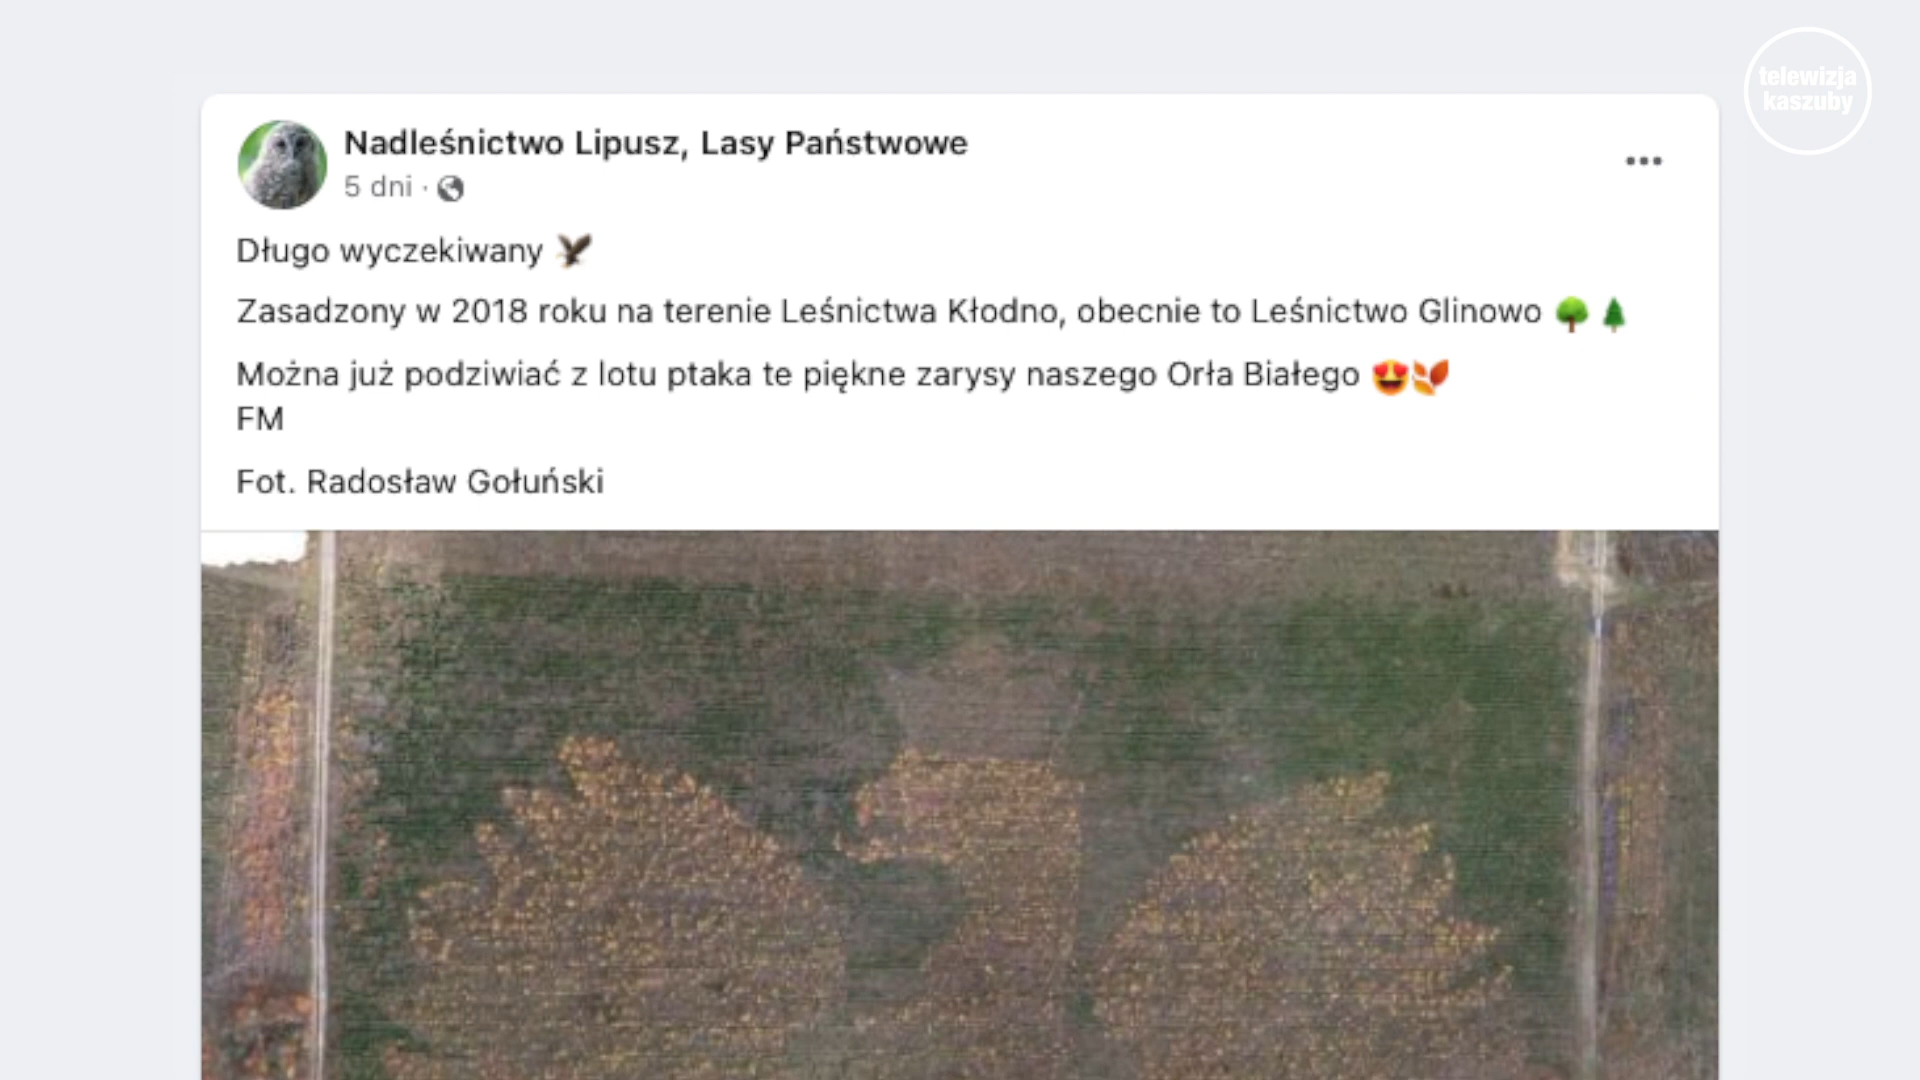 telewizja
kaszuby
Nadleśnictwo Lipusz, Lasy Państwowe
5 dni ·
Długo wyczekiwany 🦅
Zasadzony w 2018 roku na terenie Leśnictwa Kłodno, obecnie to Leśnictwo Glinowo 🌳🌲
Można już podziwiać z lotu ptaka te piękne zarysy naszego Orła Białego 😍🍂
FM
Fot. Radosław Gołuński